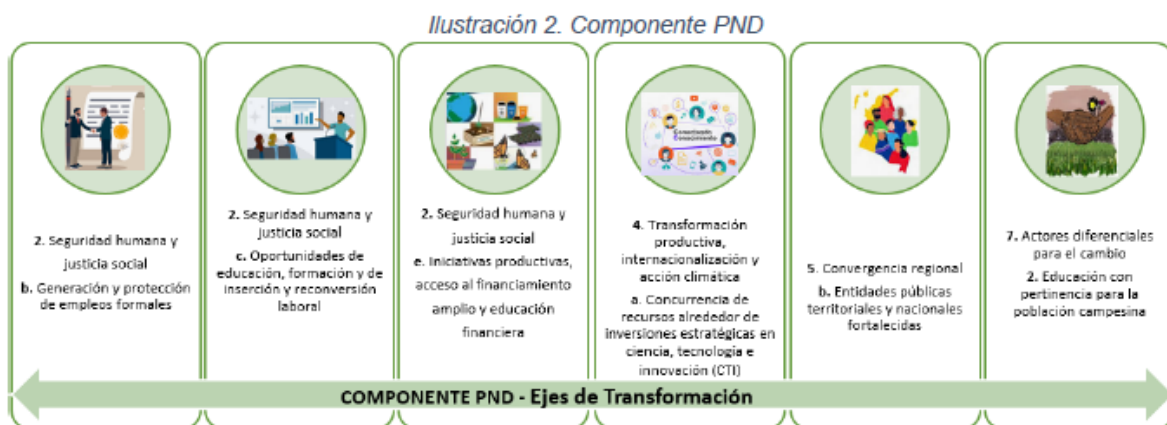 Ilustración 2. Componente PND
2. Seguridad humana y
justicia social
b. Generación y protección
de empleos formales
2. Seguridad humana y
justicia social
c. Oportunidades de
educación, formación y de
inserción y reconversión
laboral
2. Seguridad humana y
justicia social
e. Iniciativas productivas,
acceso al financiamiento
amplio y educación
financiera
Conectando
Conocimiento
4. Transformación
productiva,
internacionalización y
acción climática
a. Concurrencia de
recursos alrededor de
inversiones estratégicas en
ciencia, tecnología e
innovación (CTI)
5. Convergencia regional
b. Entidades públicas
territoriales y nacionales
fortalecidas
7. Actores diferenciales
para el cambio
2. Educación con
pertinencia para la
población campesina
COMPONENTE PND - Ejes de Transformación